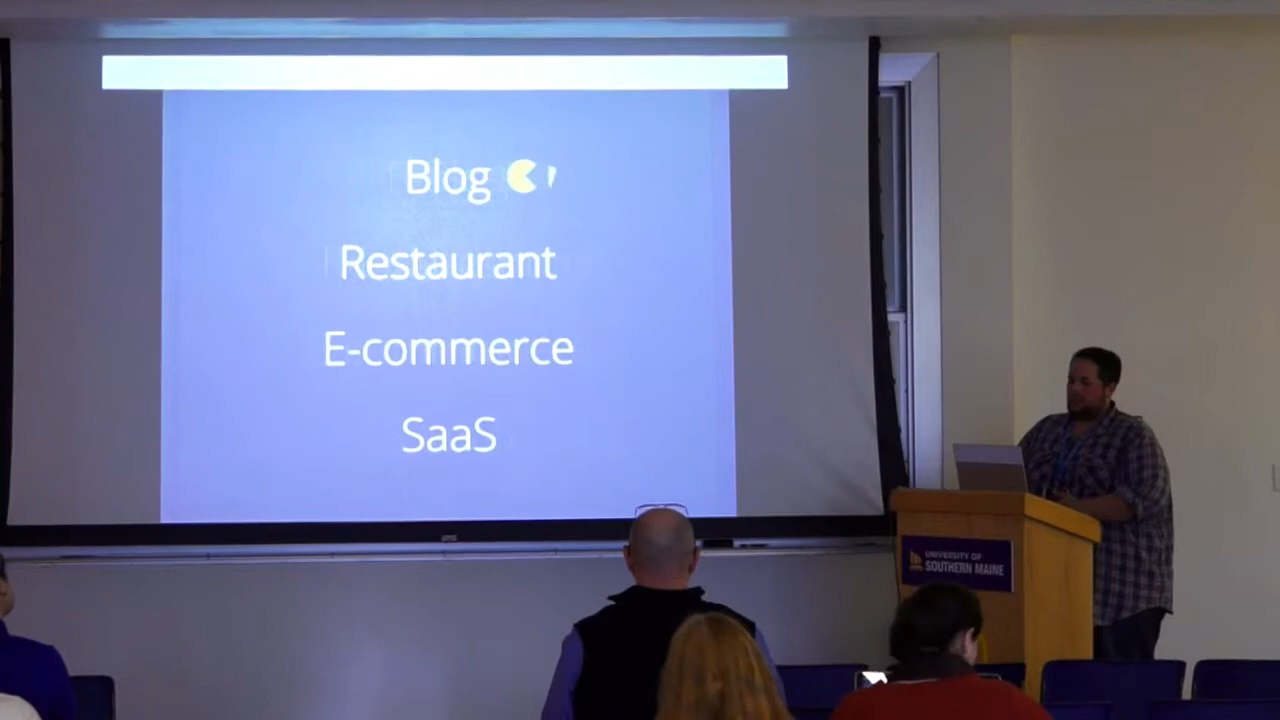 Blog
Restaurant
E-commerce
SaaS
UNIVERSITY OF
SOUTHERN MAINE